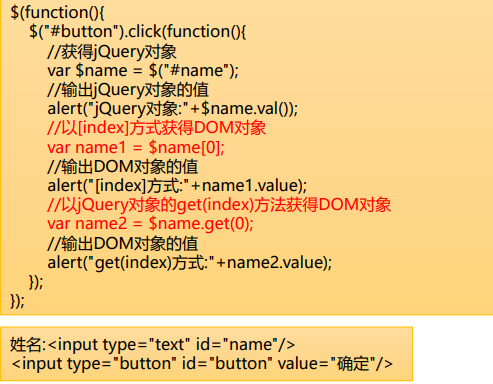 $(function(){
$("#button").click(function(){
//获得jQuery对象
var $name = $("#name");
//输出jQuery对象的值
alert("jQuery对象:"+$name.val());
//以[index]方式获得DOM对象
var name1 = $name[0];
//输出DOM对象的值
alert("[index]方式:"+name1.value);
//以jQuery对象的get(index)方法获得DOM对象
var name2 = $name.get(0);
//输出DOM对象的值
alert("get(index)方式:"+name2.value);
});
});
姓名:<input type="text" id="name"/>
<input type="button" id="button" value="确定"/>